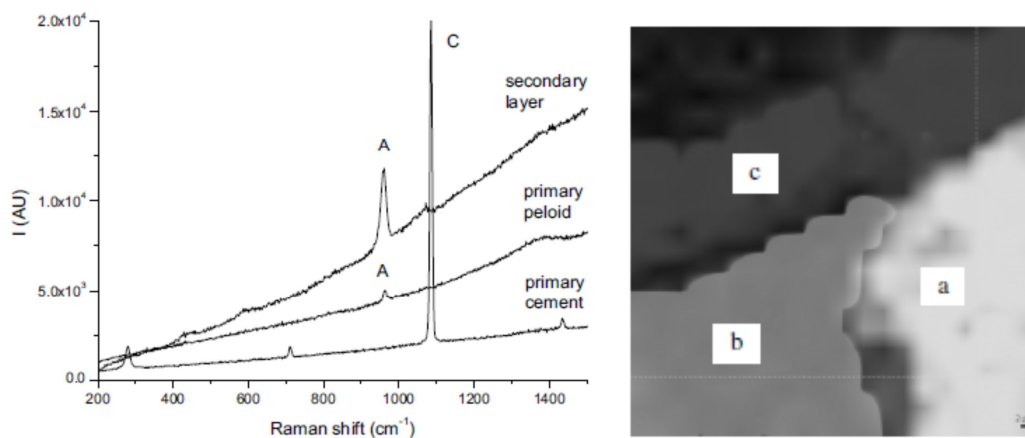 2.0x10⁴
1.5x10⁴
1.0x10⁴
5.0x10³
0.0
I (AU)
200
400
600
800
1000
1200
1400
Raman shift (cm⁻¹)
C
A
A
secondary
layer
primary
peloid
primary
cement
c
a
b